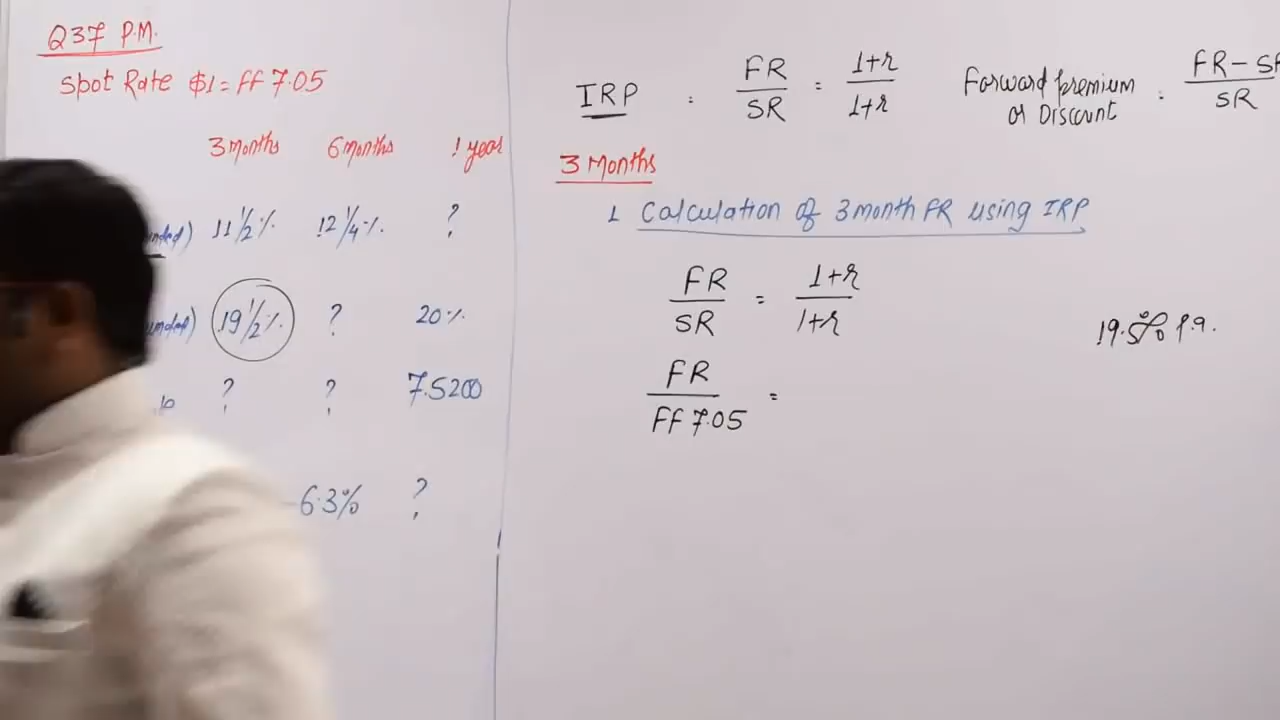 Q37 P.M.
Spot Rate $1 = ff 7.05
3 months 6 months 1 year
11 1/2 % 12 1/4 % ?
19 1/2 % ? 20 %
? ? 7.5200
-6.3% ?
IRP : FR/SR = 1+r/1+r
Forward premium or Discount : FR-SR/SR
3 Months
1 Calculation of 3 month FR using IRP
FR/SR = 1+r/1+r
FR/FF 7.05 =
19.5% p.a.